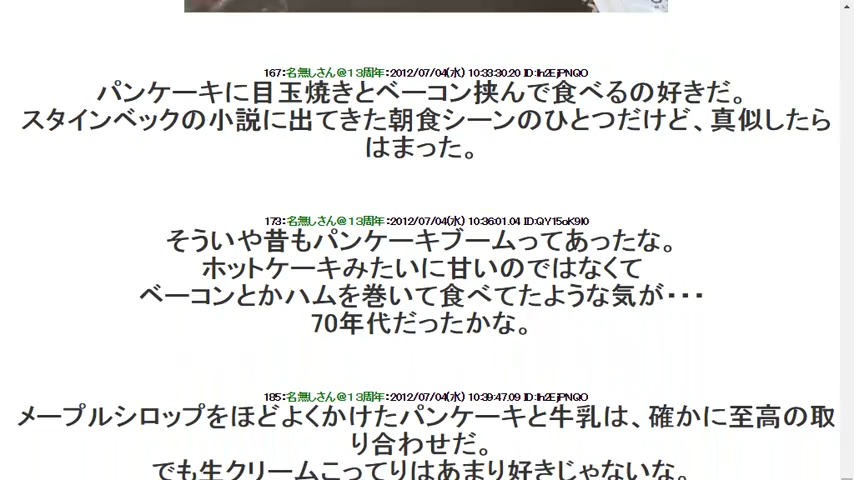 167:名無しさん@13周年:2012/07/04(水) 10:33:30.20 ID:lh2EjPNQO
パンケーキに目玉焼きとベーコン挟んで食べるの好きだ。
スタインベックの小説に出てきた朝食シーンのひとつだけど、真似したら
はまった。
173:名無しさん@13周年:2012/07/04(水) 10:36:01.04 ID:QY15oK9l0
そういや昔もパンケーキブームってあったな。
ホットケーキみたいに甘いのではなくて
ベーコンとかハムを巻いて食べてたような気が・・・
70年代だったかな。
185:名無しさん@13周年:2012/07/04(水) 10:39:47.09 ID:lh2EjPNQO
メープルシロップをほどよくかけたパンケーキと牛乳は、確かに至高の取
り合わせだ。
でも生クリームこってりはあまり好きじゃないな。